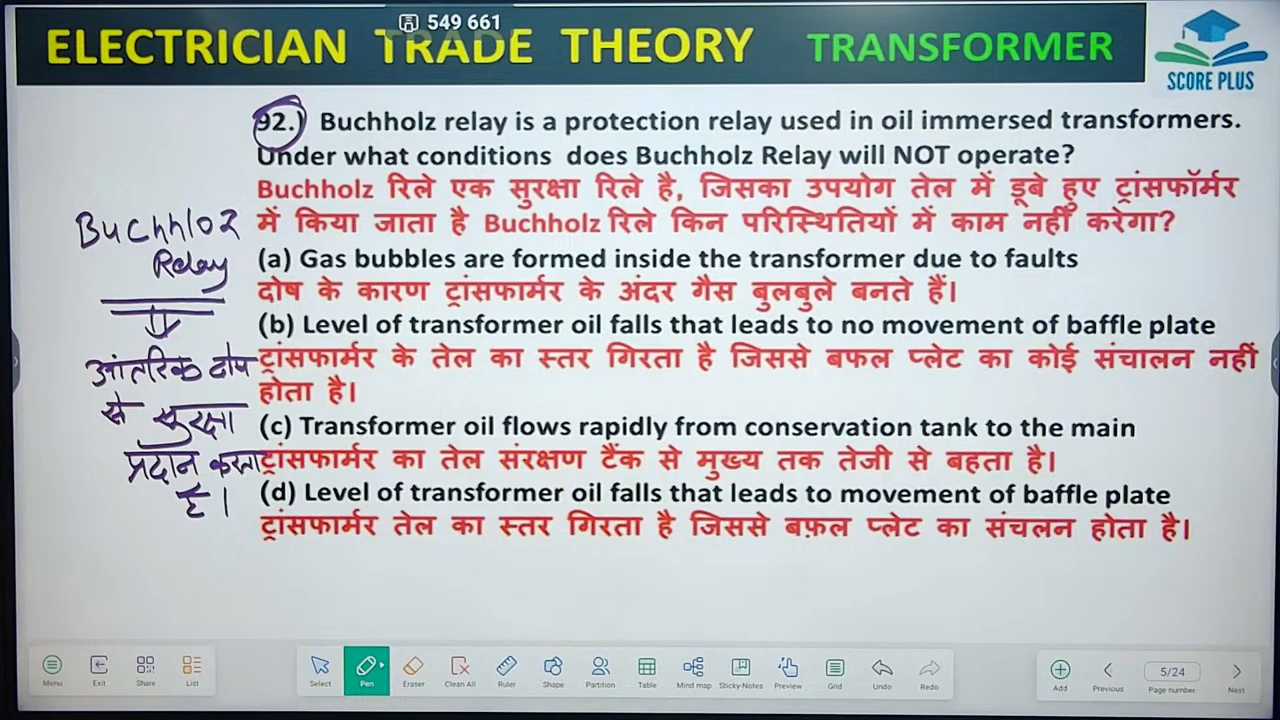 549 661
ELECTRICIAN TRADE THEORY TRANSFORMER
SCORE PLUS
92.) Buchholz relay is a protection relay used in oil immersed transformers.
Under what conditions does Buchholz Relay will NOT operate?
Buchholz रिले एक सुरक्षा रिले है, जिसका उपयोग तेल में डूबे हुए ट्रांसफॉर्मर
में किया जाता है Buchholz रिले किन परिस्थितियों में काम नहीं करेगा?
(a) Gas bubbles are formed inside the transformer due to faults
दोष के कारण ट्रांसफार्मर के अंदर गैस बुलबुले बनते हैं।
(b) Level of transformer oil falls that leads to no movement of baffle plate
ट्रांसफार्मर के तेल का स्तर गिरता है जिससे बफल प्लेट का कोई संचालन नहीं
होता है।
(c) Transformer oil flows rapidly from conservation tank to the main
ट्रांसफार्मर का तेल संरक्षण टैंक से मुख्य तक तेजी से बहता है।
(d) Level of transformer oil falls that leads to movement of baffle plate
ट्रांसफार्मर तेल का स्तर गिरता है जिससे बफ़ल प्लेट का संचलन होता है।
Buchhloz
Relay
आंतरिक दोष
से सुरक्षा
प्रदान करता
है।
Menu Exit Share List Select Pen Eraser Clean All Ruler Shape Partition Table Mind map Sticky-Notes Preview Grid Undo Redo Add Previous 5/24 Page number Next